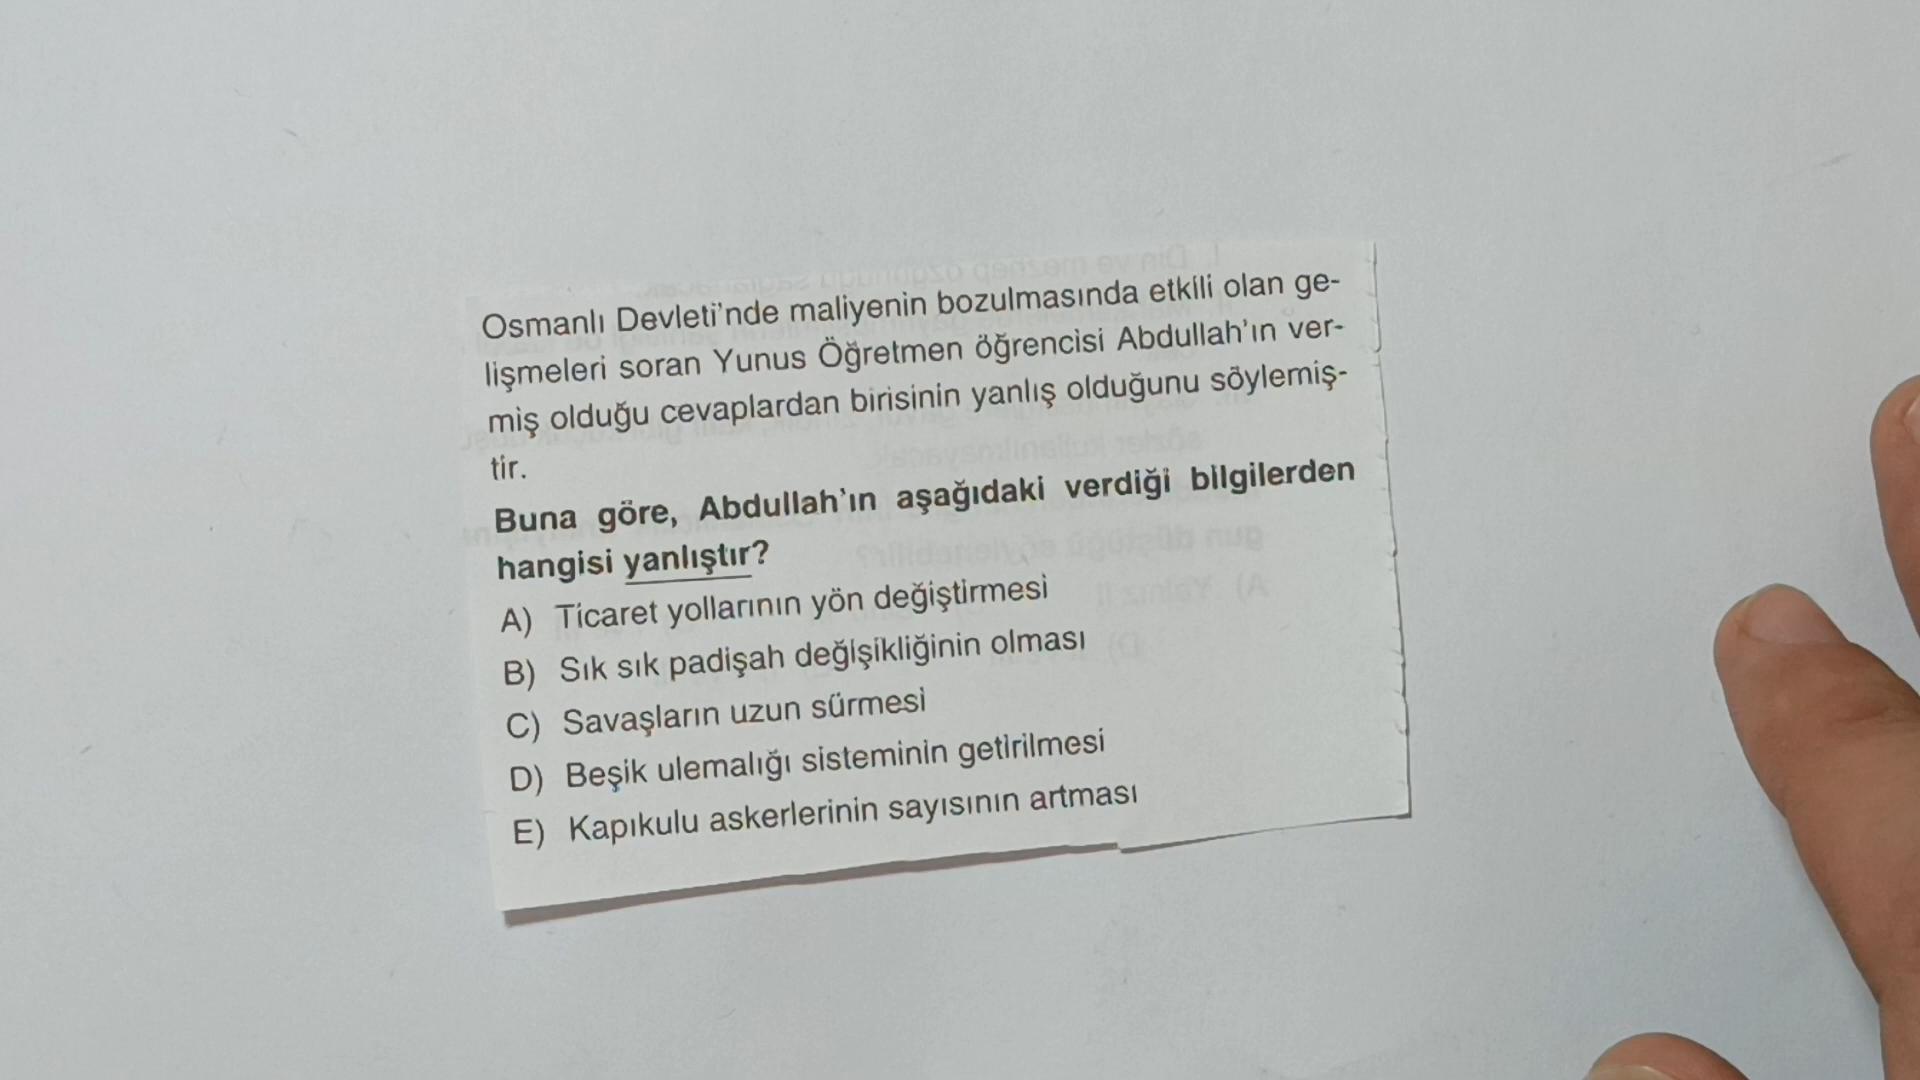 Osmanlı Devleti'nde maliyenin bozulmasında etkili olan ge-
lişmeleri soran Yunus Öğretmen öğrencisi Abdullah'ın ver-
miş olduğu cevaplardan birisinin yanlış olduğunu söylemiş-
tir.
Buna göre, Abdullah'ın aşağıdaki verdiği bilgilerden
hangisi yanlıştır?
A) Ticaret yollarının yön değiştirmesi
B) Sık sık padişah değişikliğinin olması
C) Savaşların uzun sürmesi
D) Beşik ulemalığı sisteminin getirilmesi
E) Kapıkulu askerlerinin sayısının artması